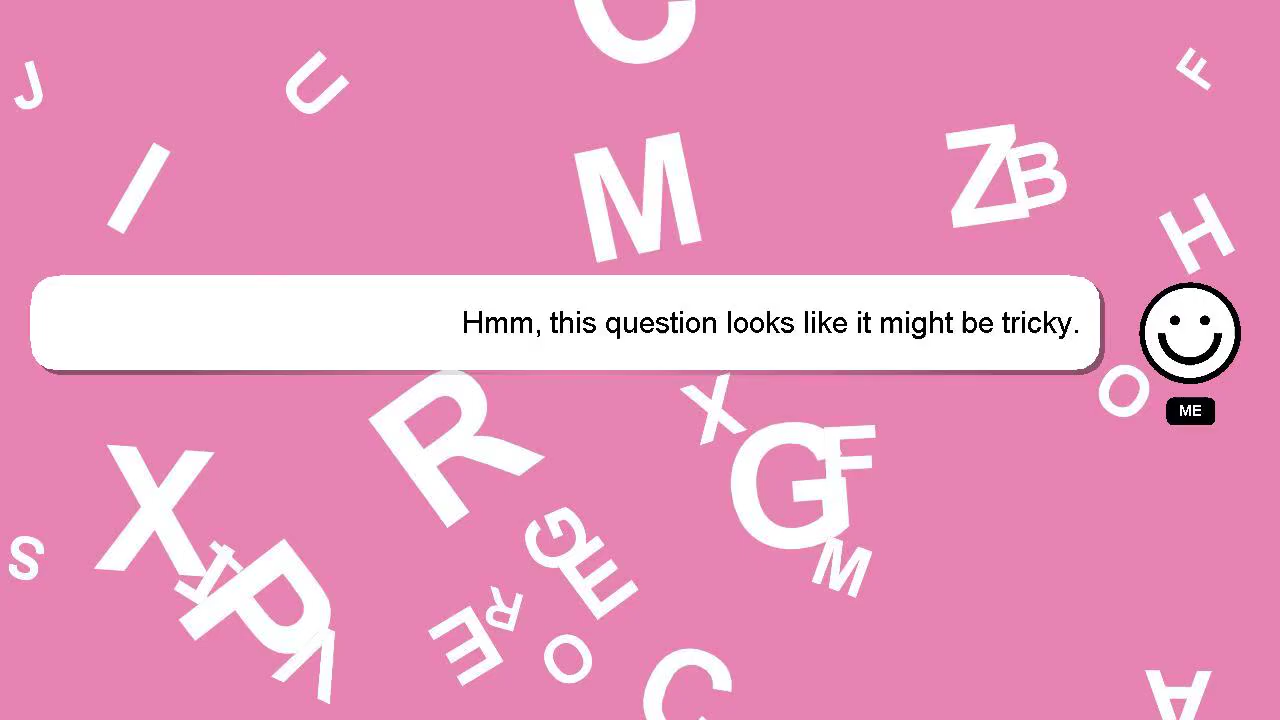 C
J
U
F
I
M
Z
B
H
Hmm, this question looks like it might be tricky.
O
ME
R
X
G
F
X
S
G
E
M
P
V
R
E
O
C
A